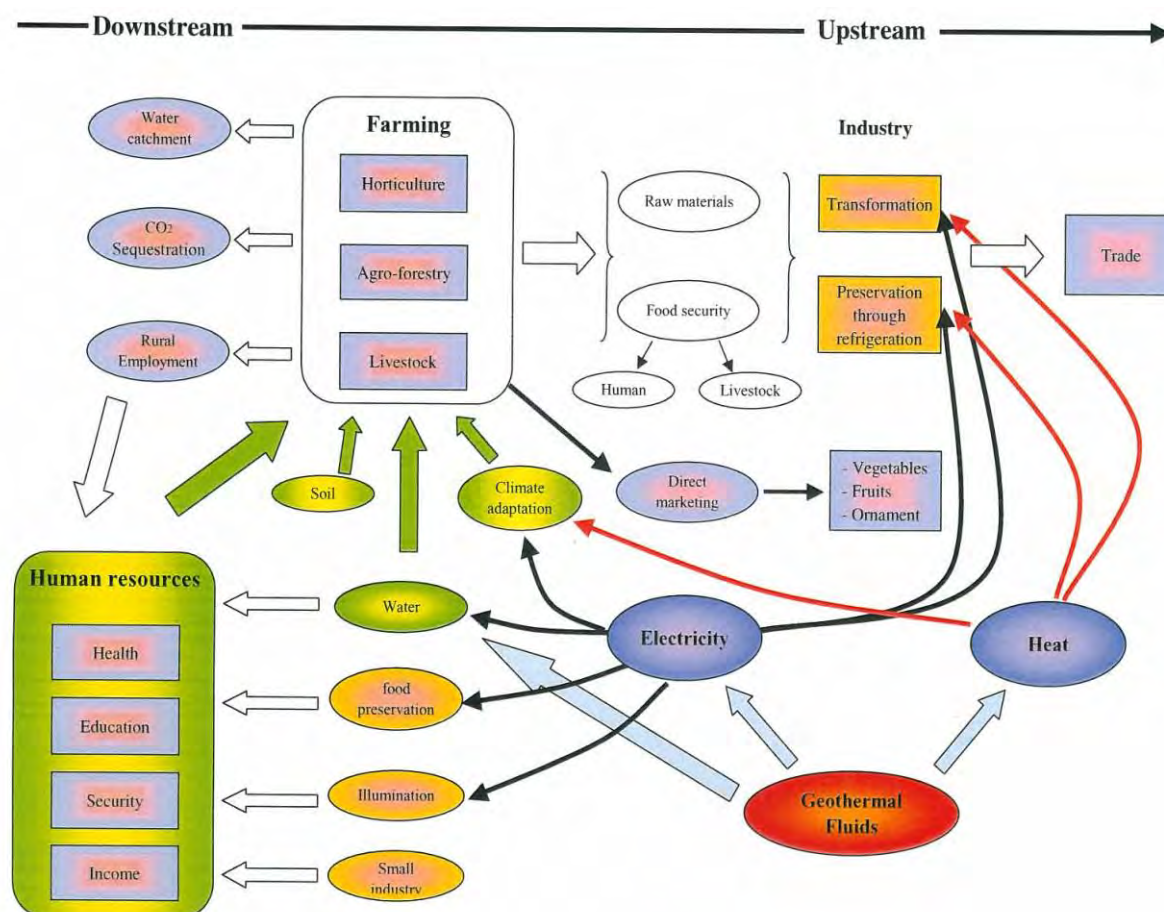 Downstream
Upstream
Water
catchment
CO2
Sequestration
Rural
Employment
Farming
Horticulture
Agro-forestry
Livestock
Raw materials
Food security
Human
Livestock
Industry
Transformation
Preservation
through
refrigeration
Trade
Soil
Climate
adaptation
Direct
marketing
- Vegetables
- Fruits
- Ornament
Human resources
Health
Education
Security
Income
Water
food
preservation
Illumination
Small
industry
Electricity
Heat
Geothermal
Fluids